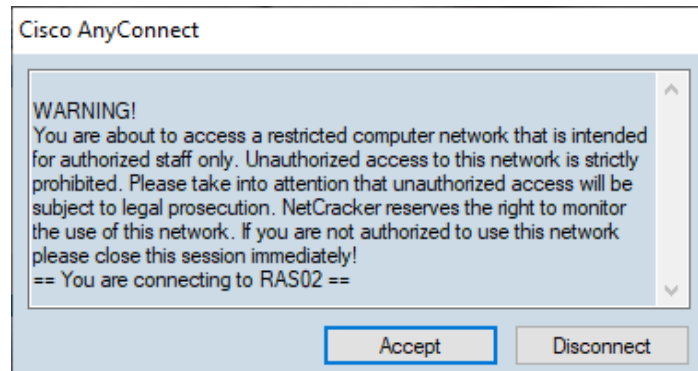 Cisco AnyConnect
WARNING!
You are about to access a restricted computer network that is intended
for authorized staff only. Unauthorized access to this network is strictly
prohibited. Please take into attention that unauthorized access will be
subject to legal prosecution. NetCracker reserves the right to monitor
the use of this network. If you are not authorized to use this network
please close this session immediately!
== You are connecting to RAS02 ==
Accept Disconnect